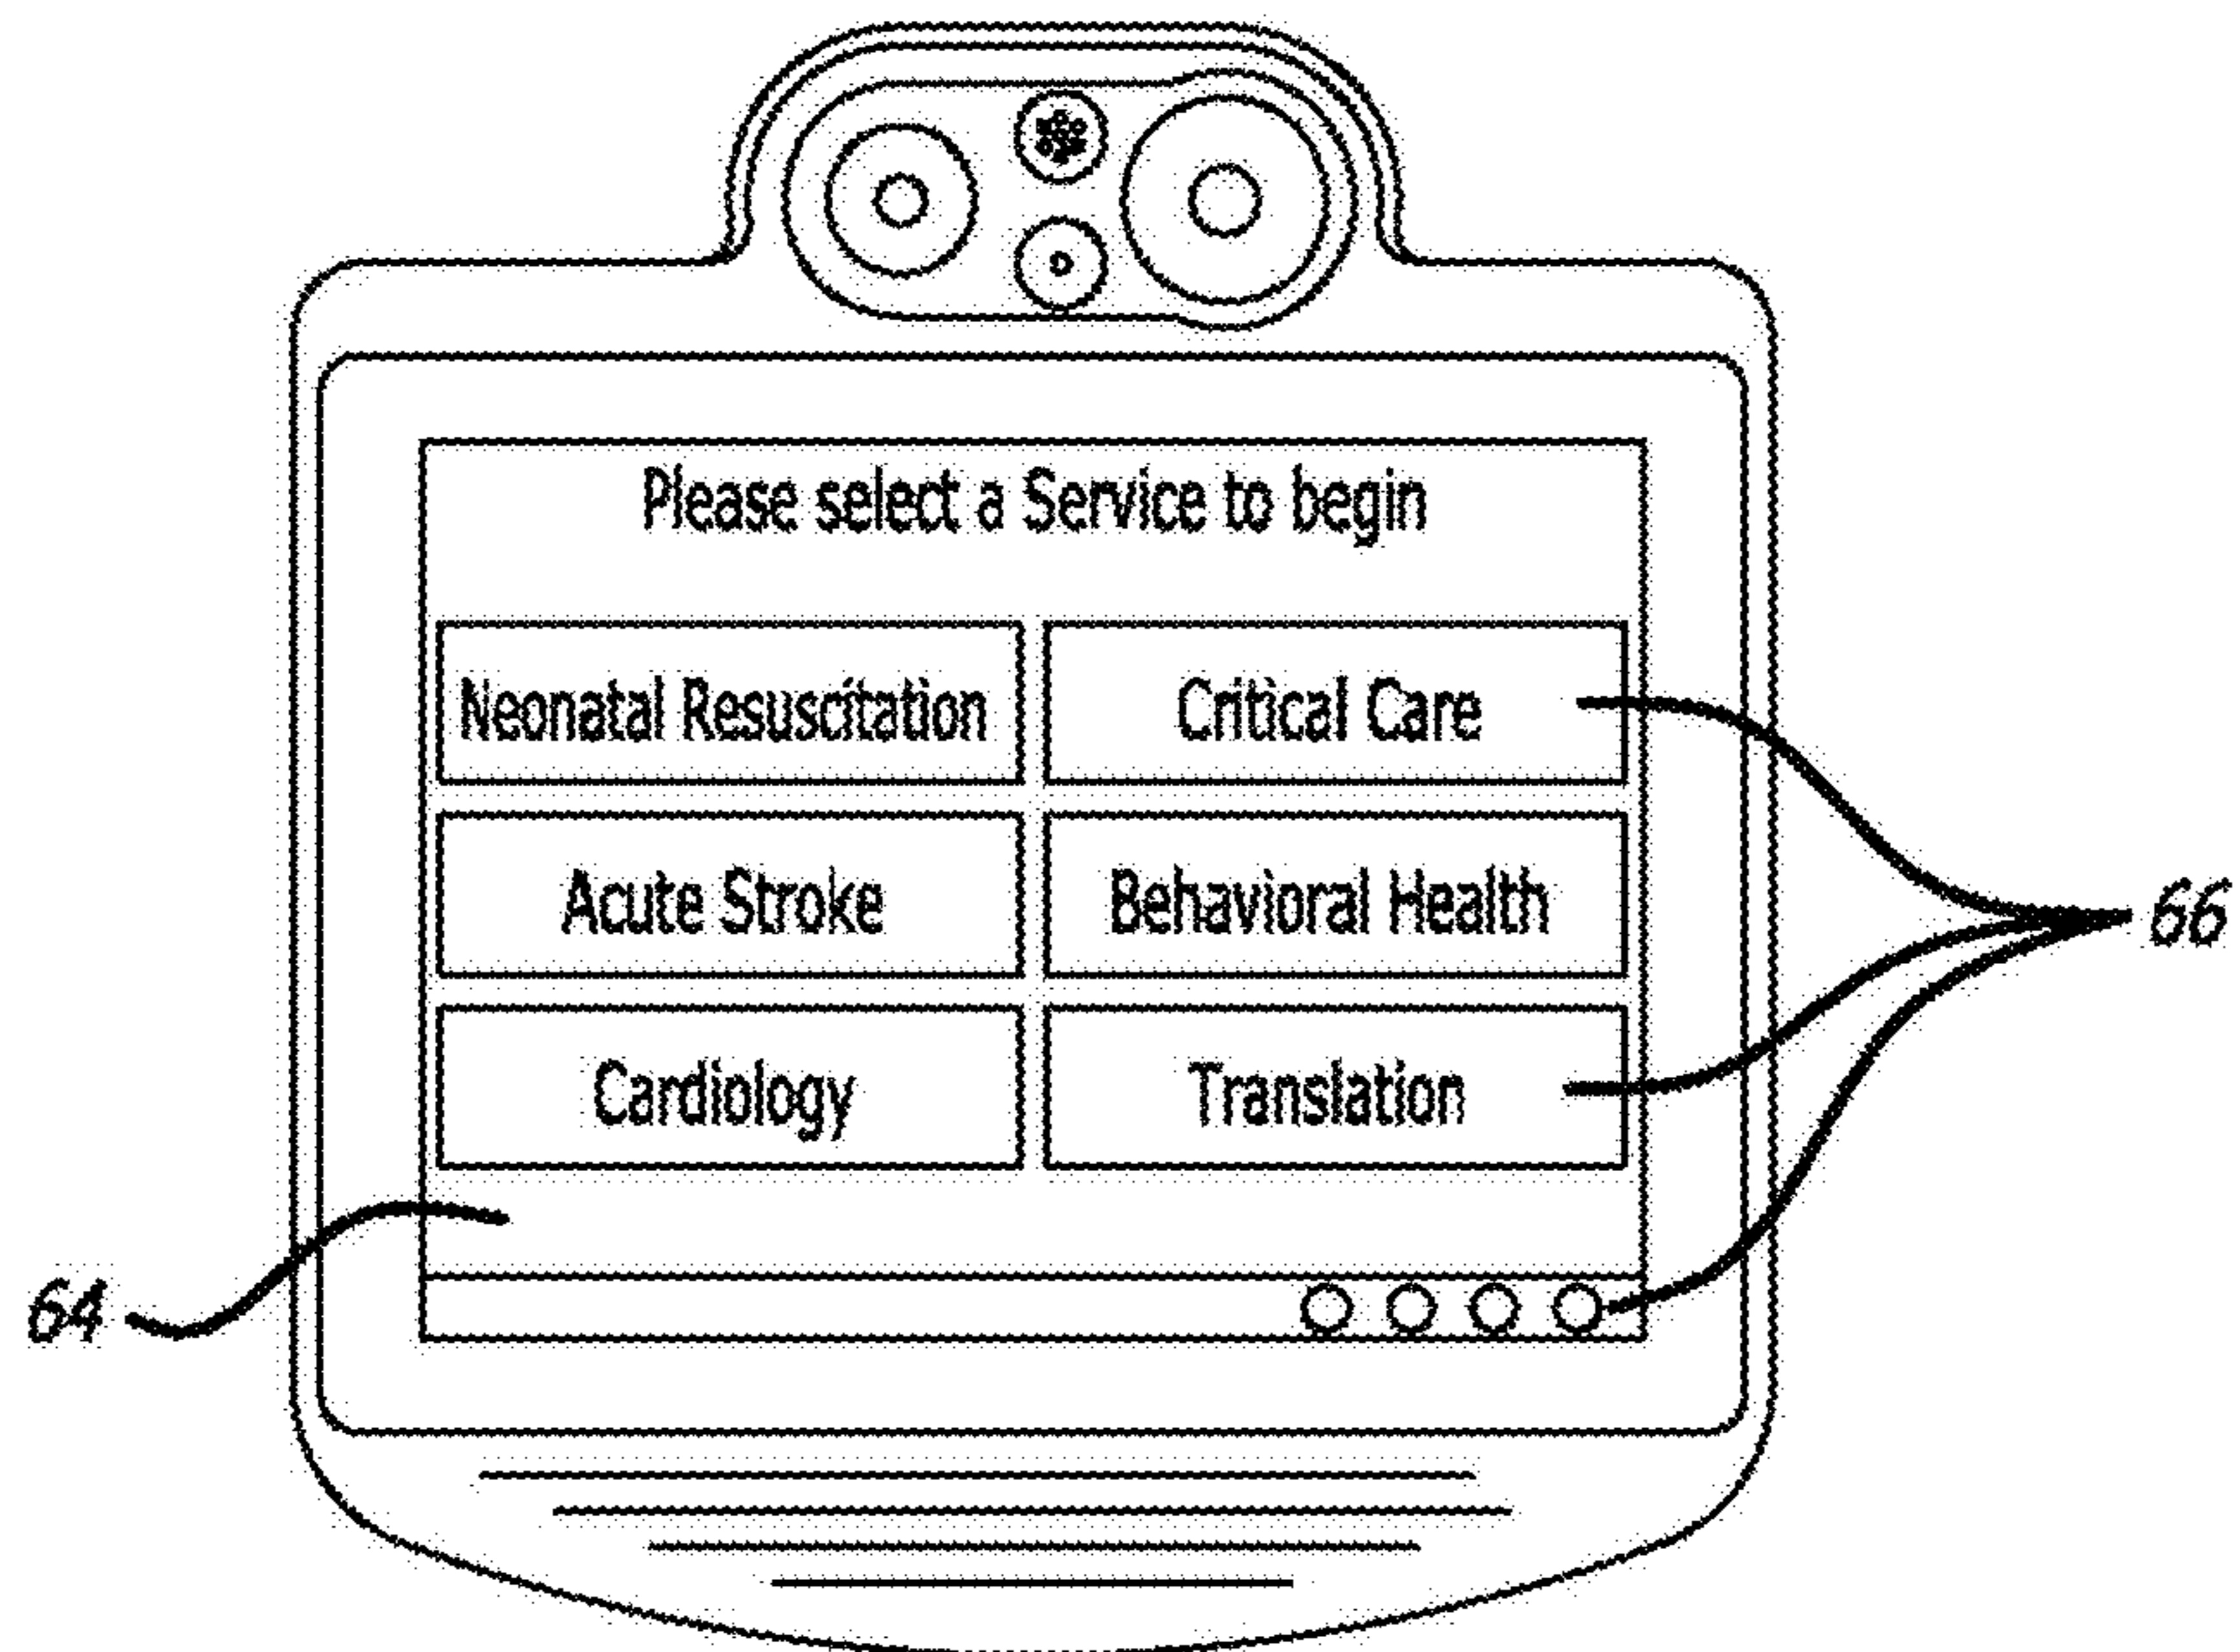 Please select a Service to begin
Neonatal Resuscitation Critical Care
Acute Stroke Behavioral Health
66
Cardiology Translation
64